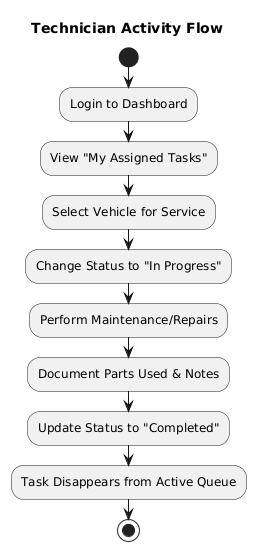 Technician Activity Flow
Login to Dashboard
View "My Assigned Tasks"
Select Vehicle for Service
Change Status to "In Progress"
Perform Maintenance/Repairs
Document Parts Used & Notes
Update Status to "Completed"
Task Disappears from Active Queue